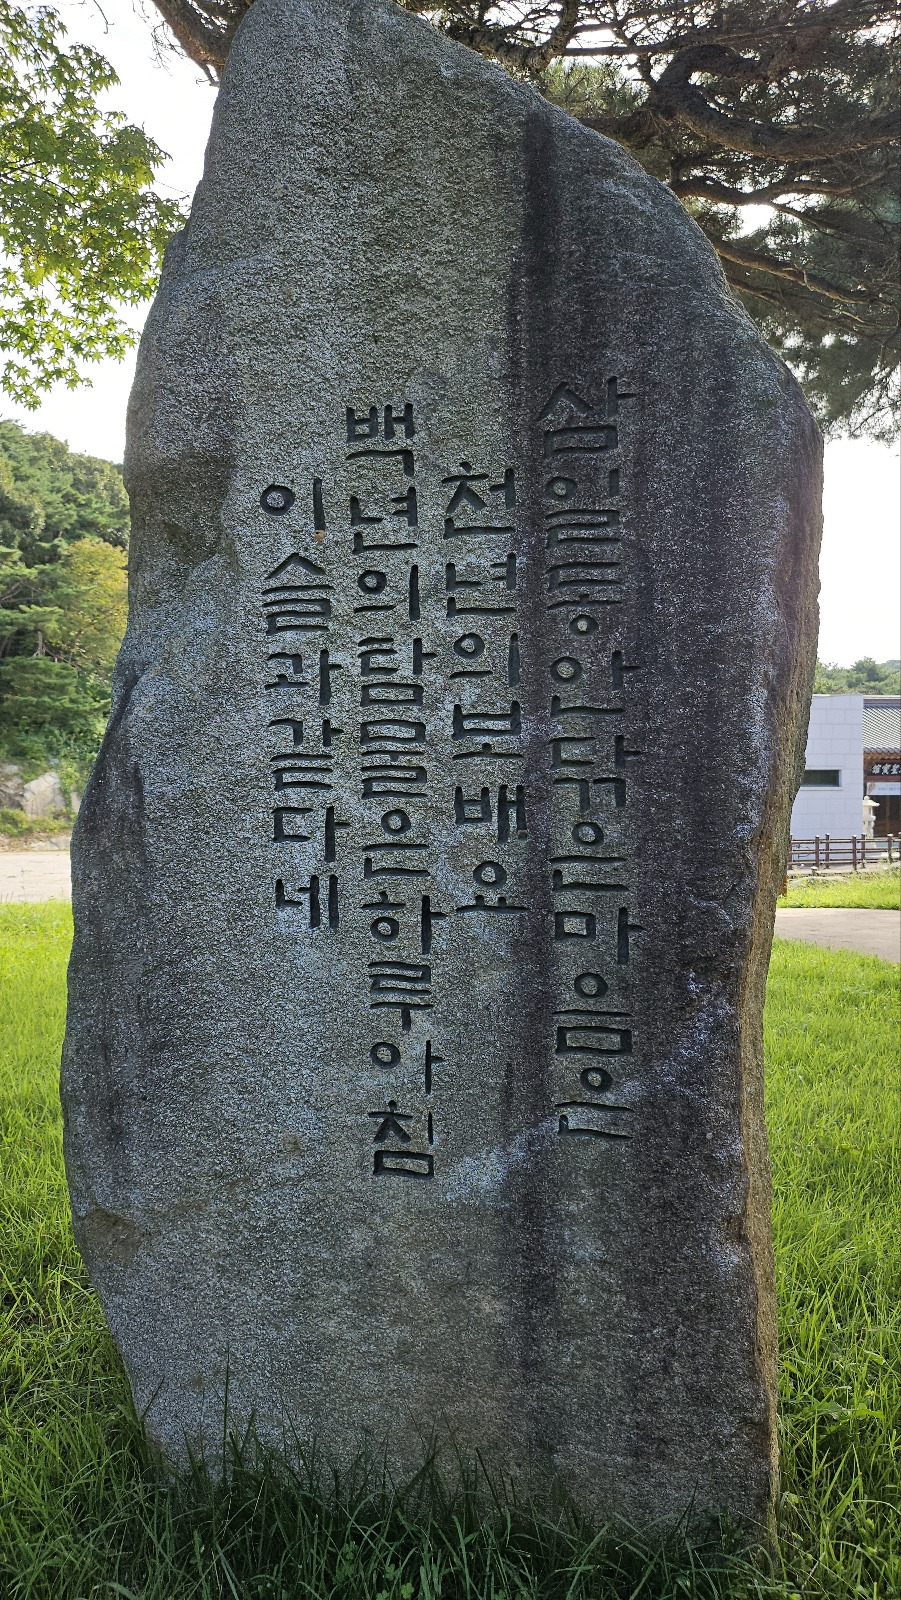 삼일동안닦은마음은
천년의보배요
백년의탐물은하루아침
이슬과같다네